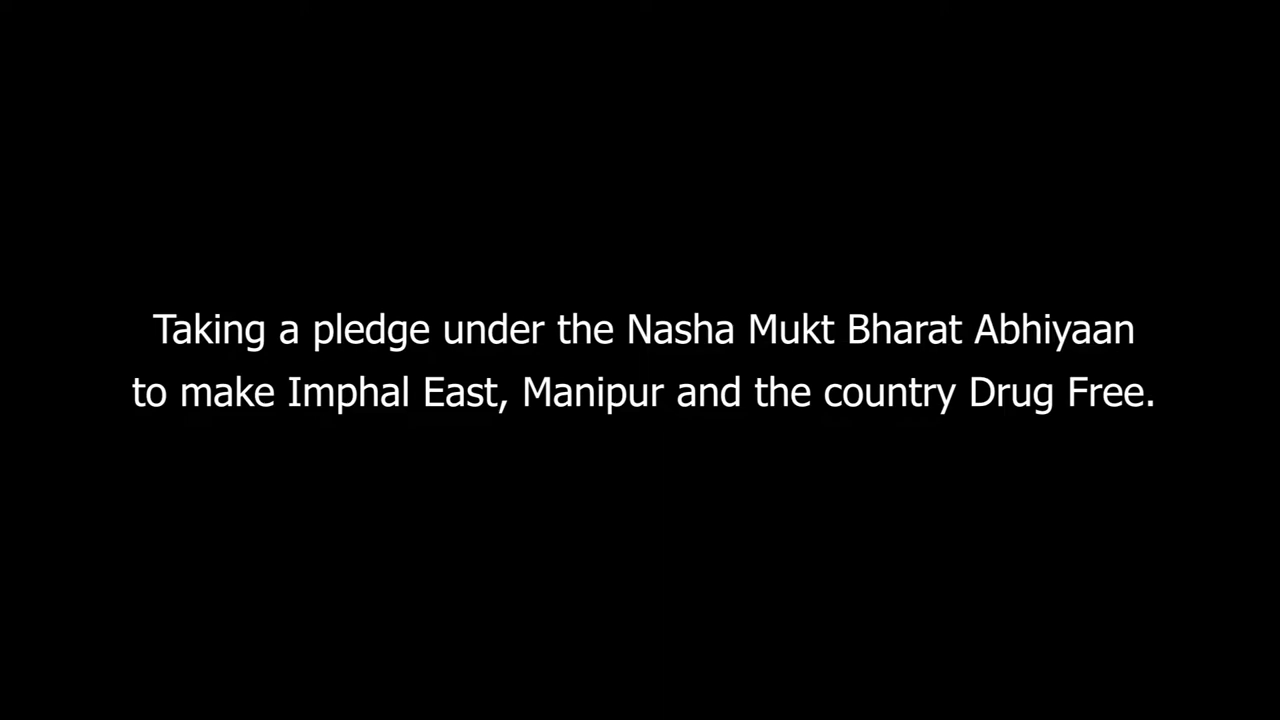 Taking a pledge under the Nasha Mukt Bharat Abhiyaan
to make Imphal East, Manipur and the country Drug Free.